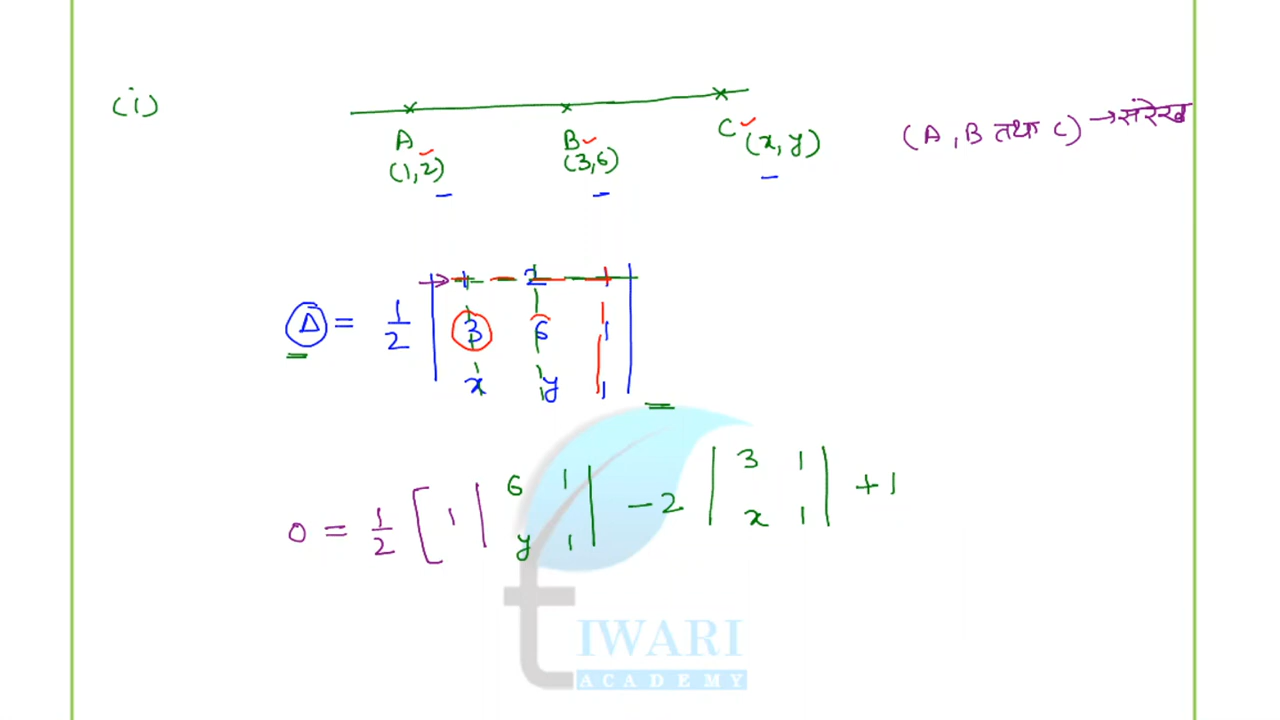 (i)
A B C (x, y) (A, B तथा C) → संरेख
(1, 2) (3, 6)
Δ = 1/2 | 1 2 1 |
| 3 6 1 |
| x y 1 |
0 = 1/2 [ 1 | 6 1 | - 2 | 3 1 | + 1
| y 1 | | x 1 |
TIWARI
ACADEMY